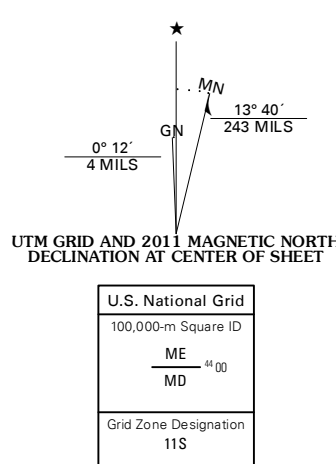 ★
MN
GN
13° 40´
243 MILS
0° 12´
4 MILS
UTM GRID AND 2011 MAGNETIC NORTH
DECLINATION AT CENTER OF SHEET
U.S. National Grid
100,000-m Square ID
ME
44 00
MD
Grid Zone Designation
11S